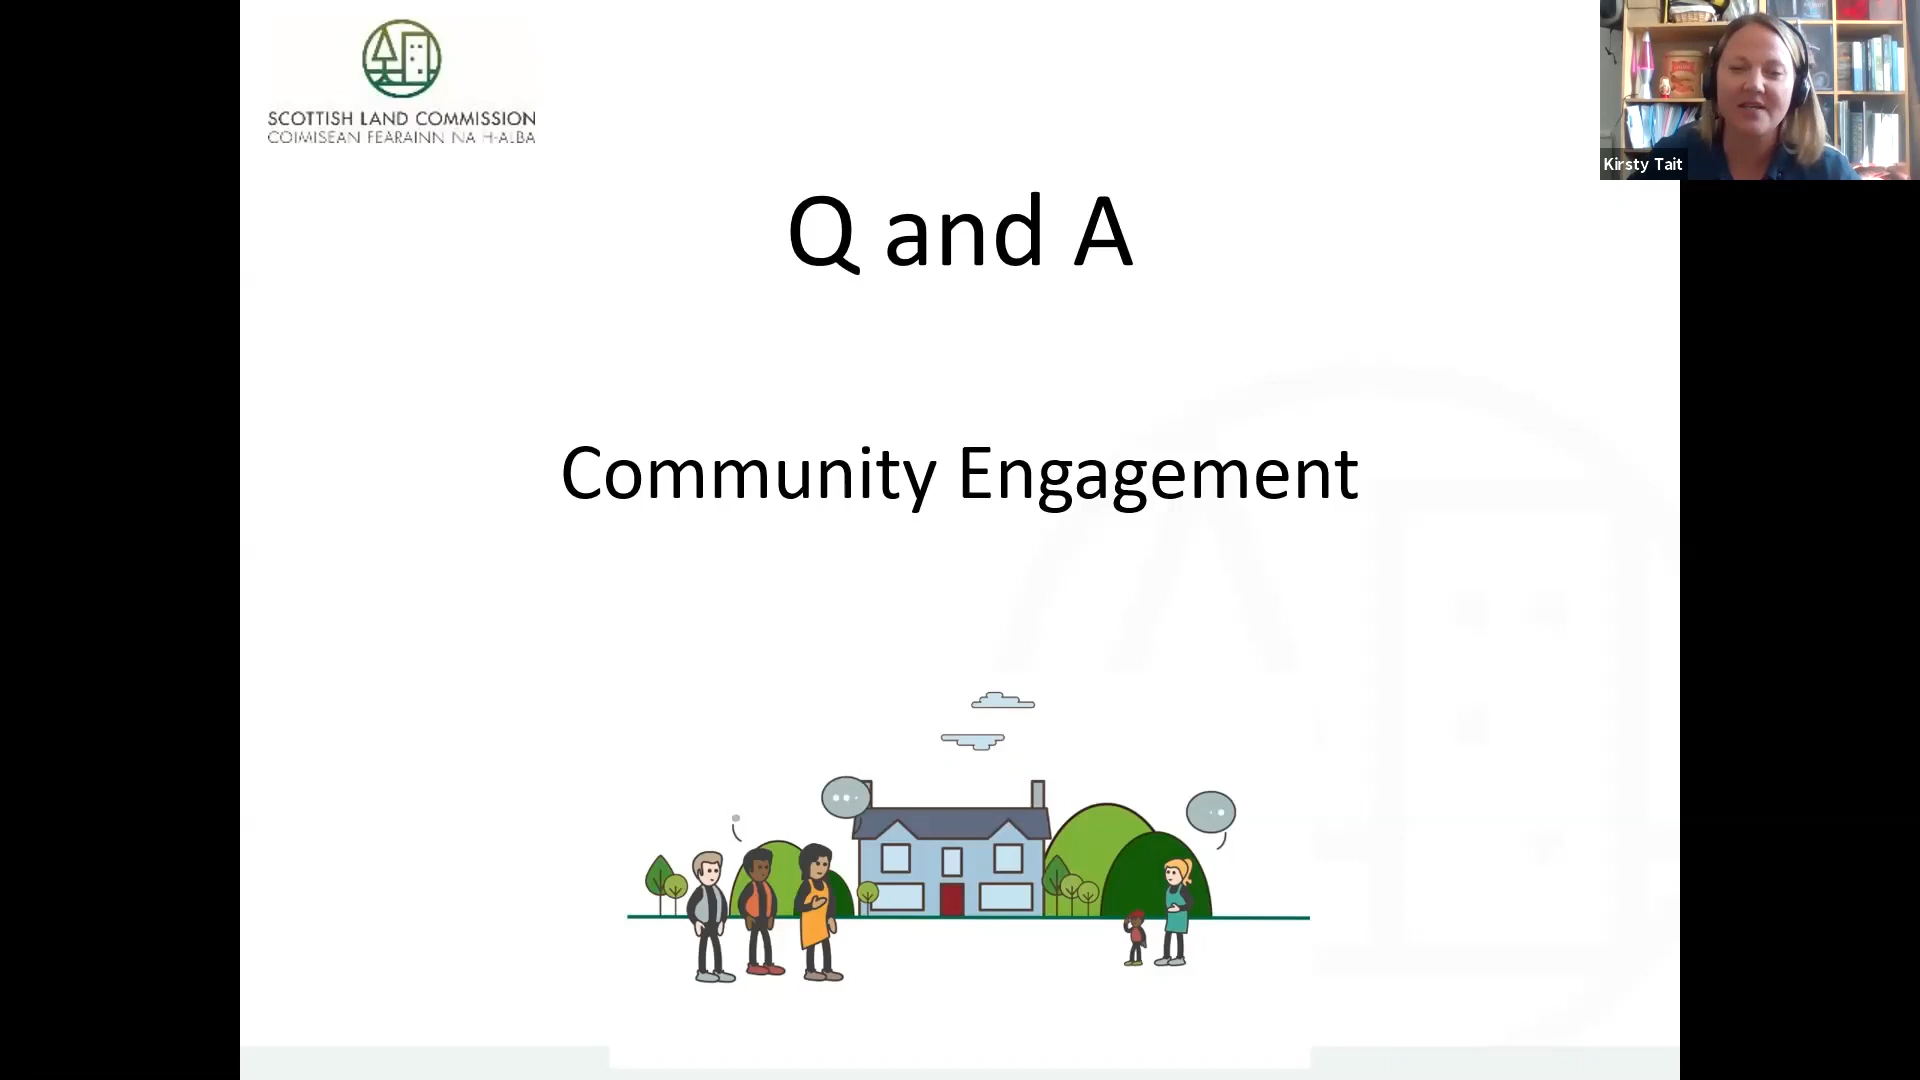 SCOTTISH LAND COMMISSION
COIMISEAN FEARAINN NA H-ALBA
Kirsty Tait
Q and A
Community Engagement